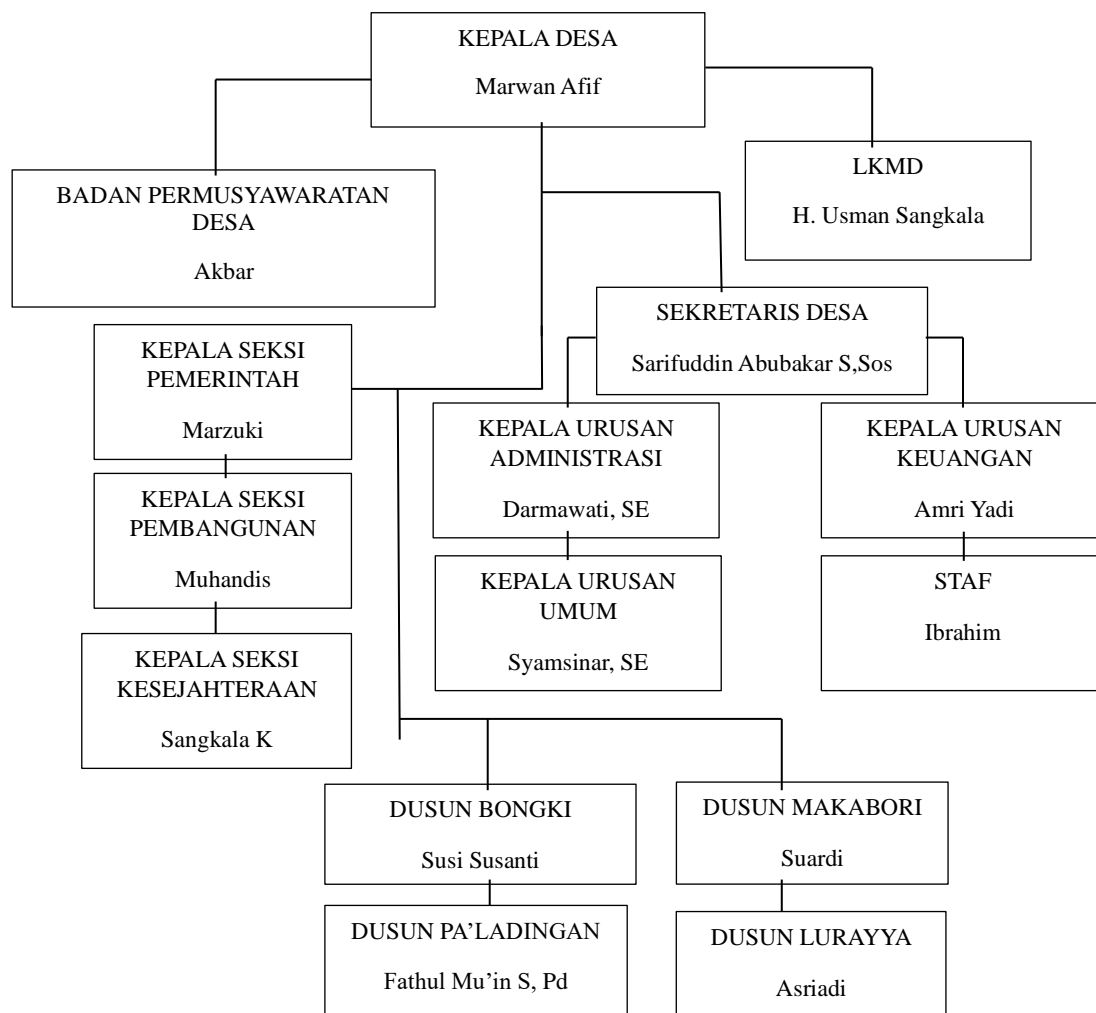 KEPALA DESA
Marwan Afif
LKMD
H. Usman Sangkala
BADAN PERMUSYAWARATAN
DESA
Akbar
SEKRETARIS DESA
Sarifuddin Abubakar S,Sos
KEPALA SEKSI
PEMERINTAH
Marzuki
KEPALA URUSAN
ADMINISTRASI
Darmawati, SE
KEPALA URUSAN
KEUANGAN
Amri Yadi
KEPALA SEKSI
PEMBANGUNAN
Muhandis
KEPALA URUSAN
UMUM
Syamsinar, SE
STAF
Ibrahim
KEPALA SEKSI
KESEJAHTERAAN
Sangkala K
DUSUN BONGKI
Susi Susanti
DUSUN MAKABORI
Suardi
DUSUN PA’LADINGAN
Fathul Mu’in S, Pd
DUSUN LURAYYA
Asriadi